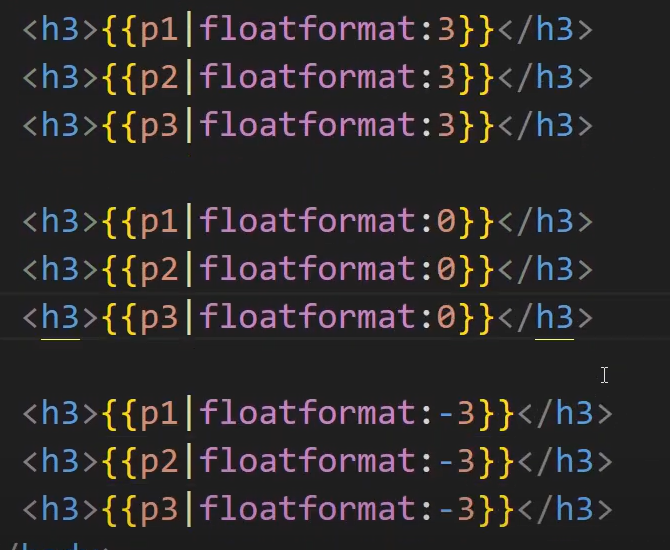 <h3>{{p1|floatformat:3}}</h3>
<h3>{{p2|floatformat:3}}</h3>
<h3>{{p3|floatformat:3}}</h3>
<h3>{{p1|floatformat:0}}</h3>
<h3>{{p2|floatformat:0}}</h3>
<h3>{{p3|floatformat:0}}</h3>
<h3>{{p1|floatformat:-3}}</h3>
<h3>{{p2|floatformat:-3}}</h3>
<h3>{{p3|floatformat:-3}}</h3>